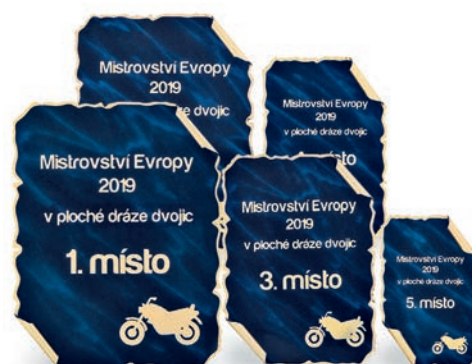 Mistrovství Evropy
2019
dvojic
Mistrovství Evropy
2019
v ploché dráze dvojic
místo
Mistrovství Evropy
2019
v ploché dráze dvojic
1. místo
Mistrovství Evropy
2019
v ploché dráze dvojic
3. místo
Mistrovství Evropy
2019
v ploché dráze dvojic
5. místo